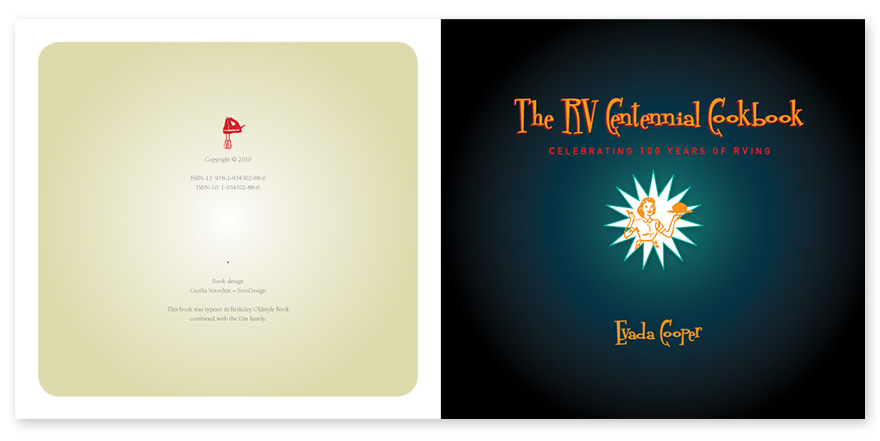 Copyright © 2010
ISBN-13: 978-1-934302-88-0
ISBN-10: 1-934302-88-0
Book design
Cecilia Sorochin – SoroDesign
This book was typeset in Berkeley Oldstyle Book
combined with the Din family.
The RV Centennial Cookbook
CELEBRATING 100 YEARS OF RVING
Evada Cooper